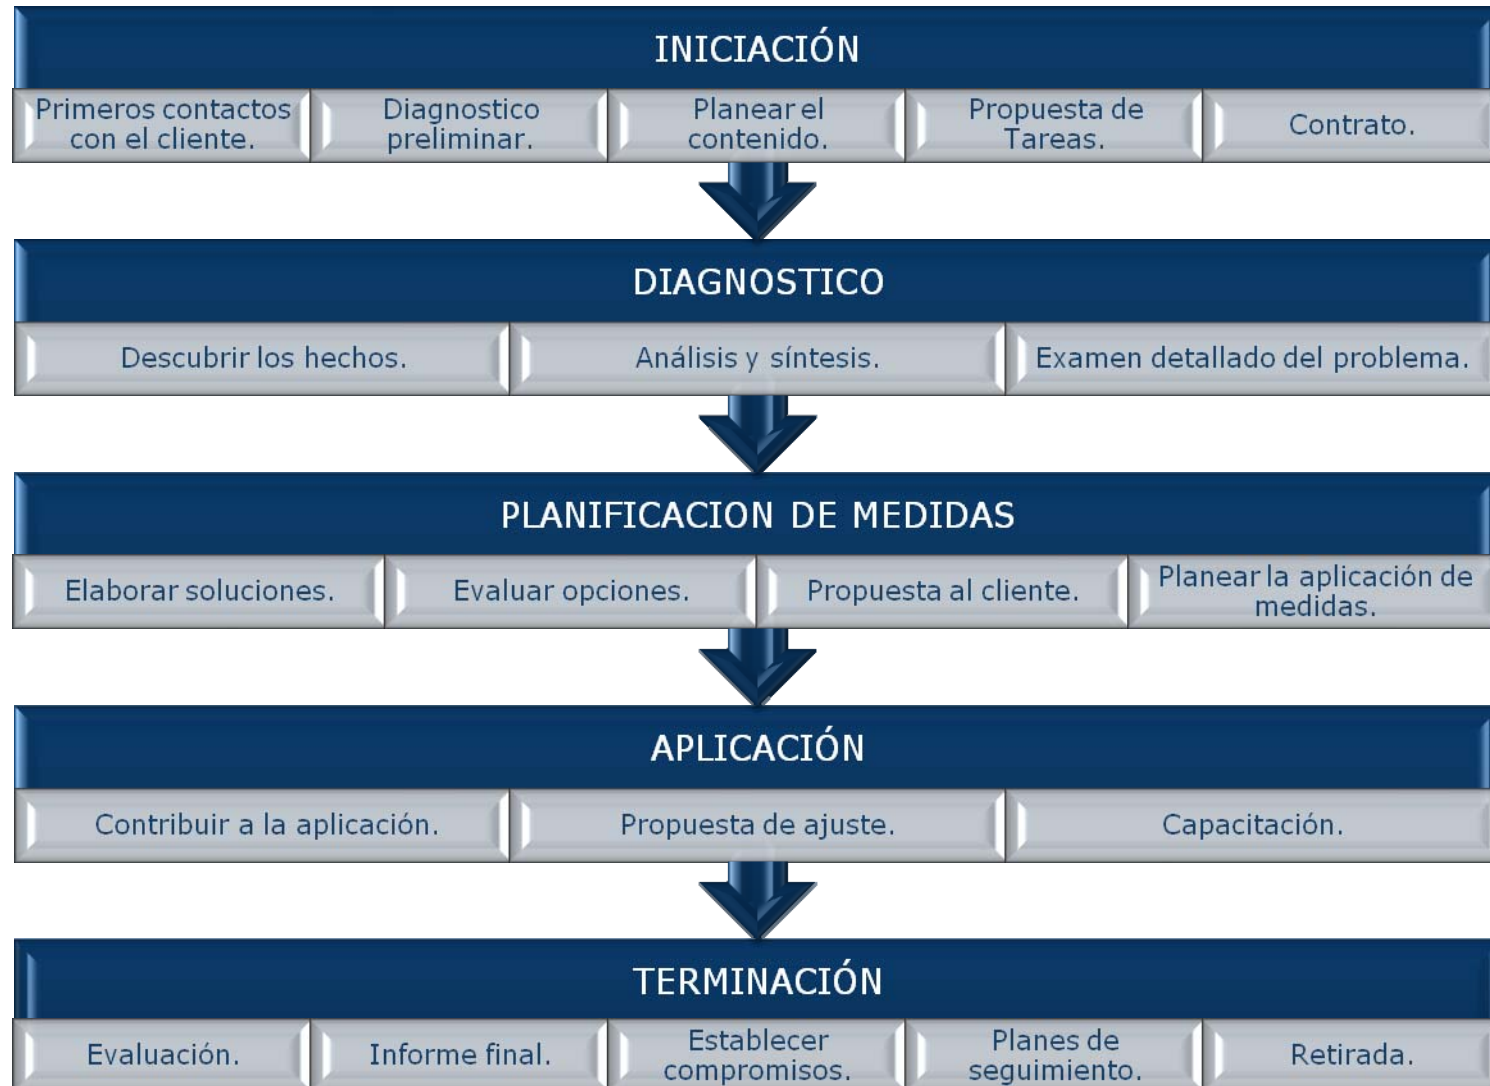 INICIACIÓN
Primeros contactos
con el cliente.
Diagnostico
preliminar.
Planear el
contenido.
Propuesta de
Tareas.
Contrato.
DIAGNOSTICO
Descubrir los hechos.
Análisis y síntesis.
Examen detallado del problema.
PLANIFICACION DE MEDIDAS
Elaborar soluciones.
Evaluar opciones.
Propuesta al cliente.
Planear la aplicación de
medidas.
APLICACIÓN
Contribuir a la aplicación.
Propuesta de ajuste.
Capacitación.
TERMINACIÓN
Evaluación.
Informe final.
Establecer
compromisos.
Planes de
seguimiento.
Retirada.